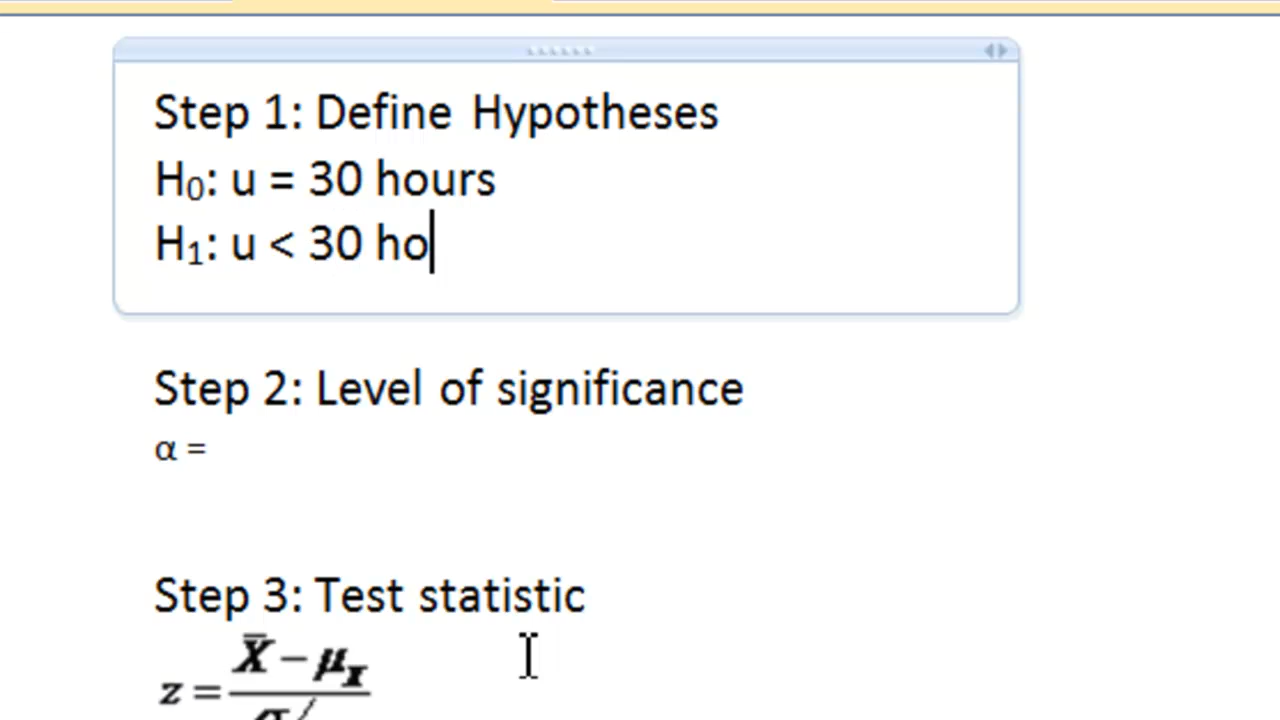 Step 1: Define Hypotheses
H₀: u = 30 hours
H₁: u < 30 ho
Step 2: Level of significance
α =
Step 3: Test statistic
z = X̄ − μₓ
σ/